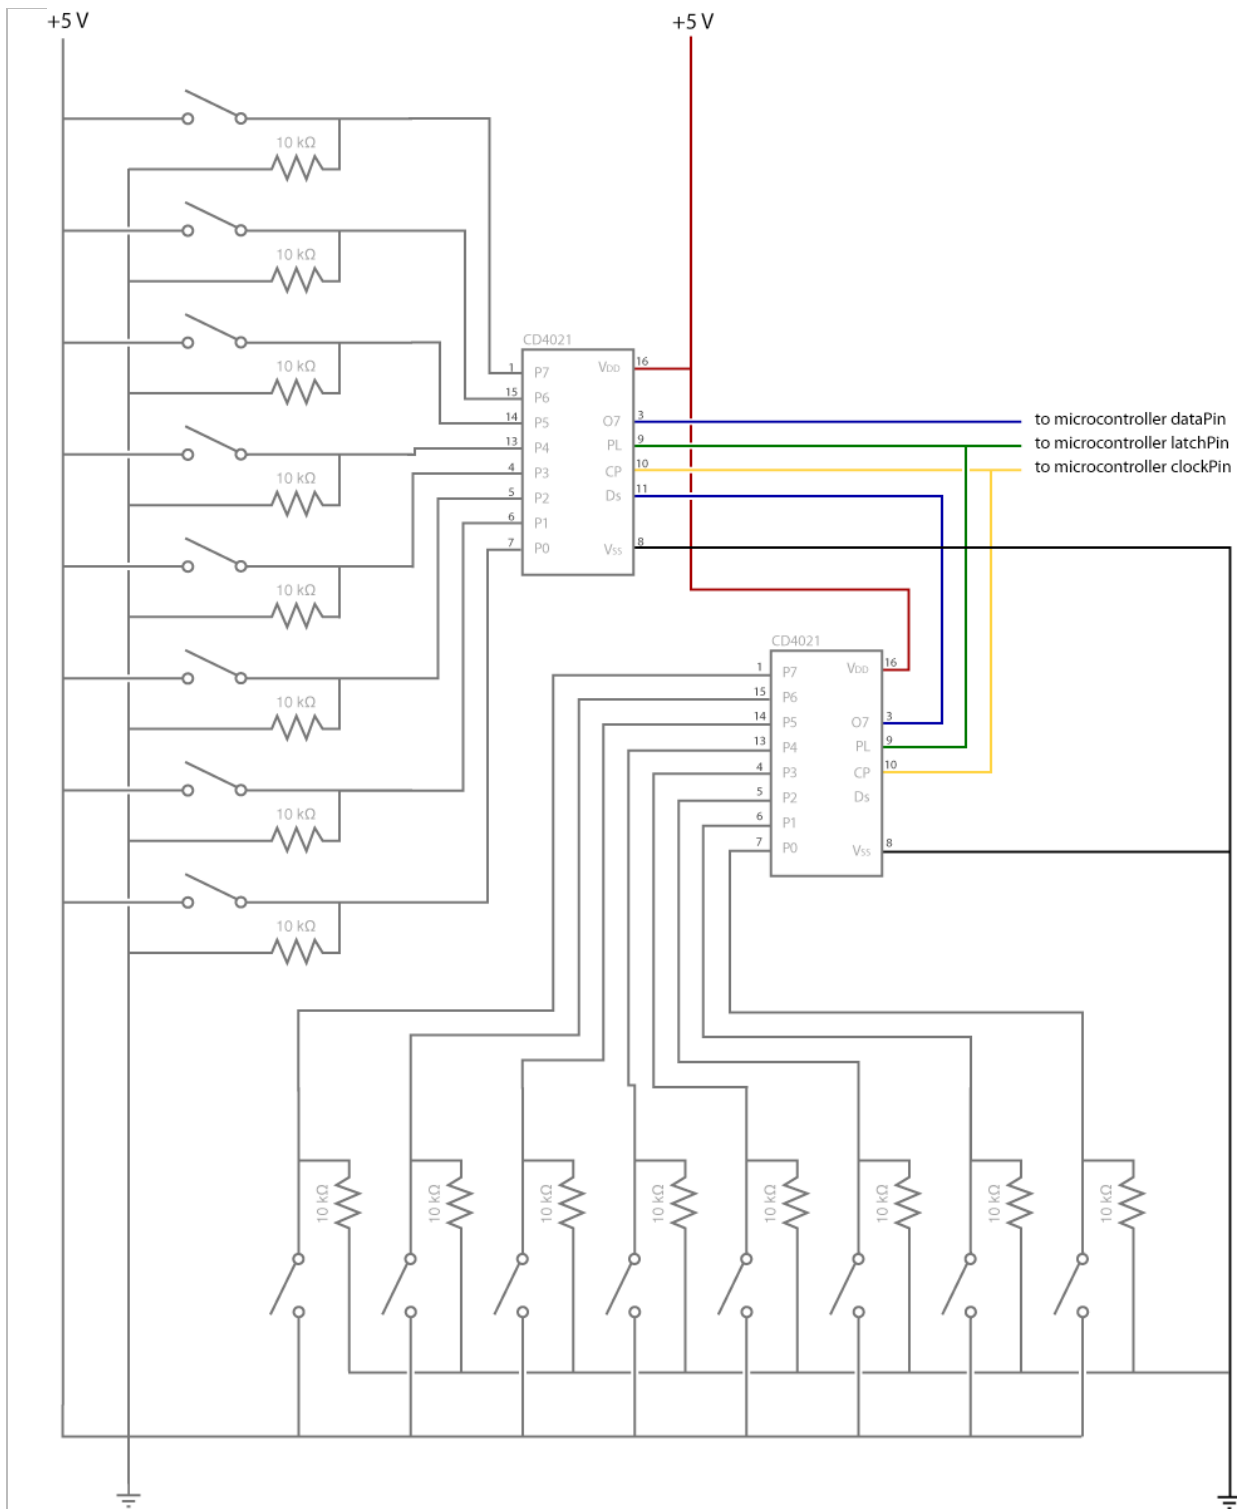 +5 V
+5 V
10 kΩ
10 kΩ
10 kΩ
10 kΩ
10 kΩ
10 kΩ
10 kΩ
10 kΩ
CD4021
1 P7 VDD 16
15 P6
14 P5 O7 3
13 P4 PL 9
4 P3 CP 10
5 P2 Ds 11
6 P1
7 P0 Vss 8
to microcontroller dataPin
to microcontroller latchPin
to microcontroller clockPin
CD4021
1 P7 VDD 16
15 P6
14 P5 O7 3
13 P4 PL 9
4 P3 CP 10
5 P2 Ds
6 P1
7 P0 Vss 8
10 kΩ
10 kΩ
10 kΩ
10 kΩ
10 kΩ
10 kΩ
10 kΩ
10 kΩ